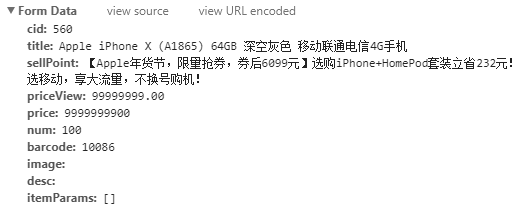 Form Data view source view URL encoded
cid: 560
title: Apple iPhone X (A1865) 64GB 深空灰色 移动联通电信4G手机
sellPoint: 【Apple年货节，限量抢券，券后6099元】选购iPhone+HomePod套装立省232元！
选移动，享大流量，不换号购机！
priceView: 99999999.00
price: 9999999900
num: 100
barcode: 10086
image:
desc:
itemParams: []